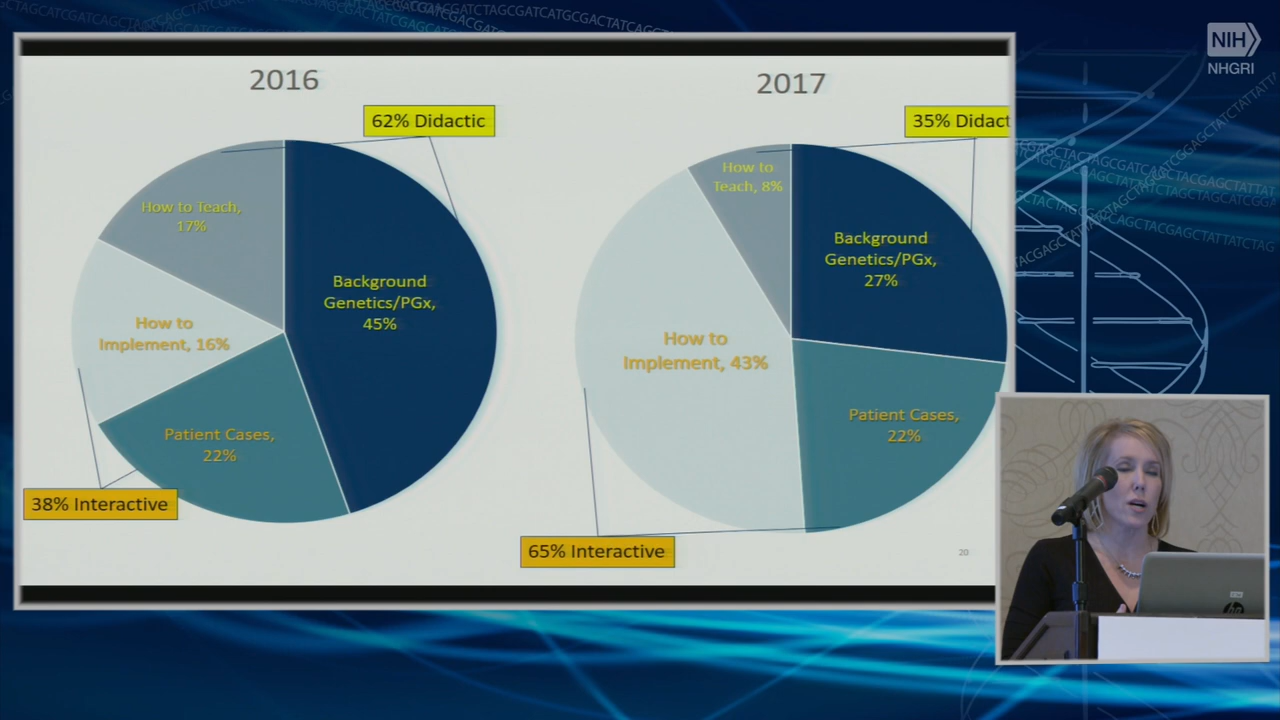 NIH
NHGRI
2016
2017
62% Didactic
35% Didact
How to Teach,
17%
Background
Genetics/PGx,
45%
How to
Implement, 16%
Patient Cases,
22%
38% Interactive
How to
Teach, 8%
Background
Genetics/PGx,
27%
How to
Implement, 43%
Patient Cases,
22%
65% Interactive
20
hp